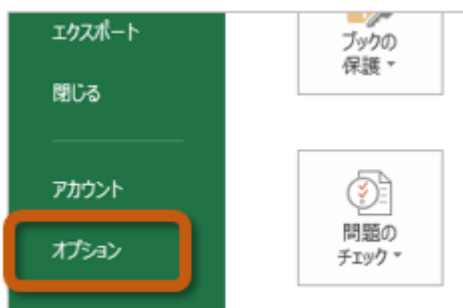 エクスポート
閉じる
アカウント
オプション
ブックの
保護
問題の
チェック